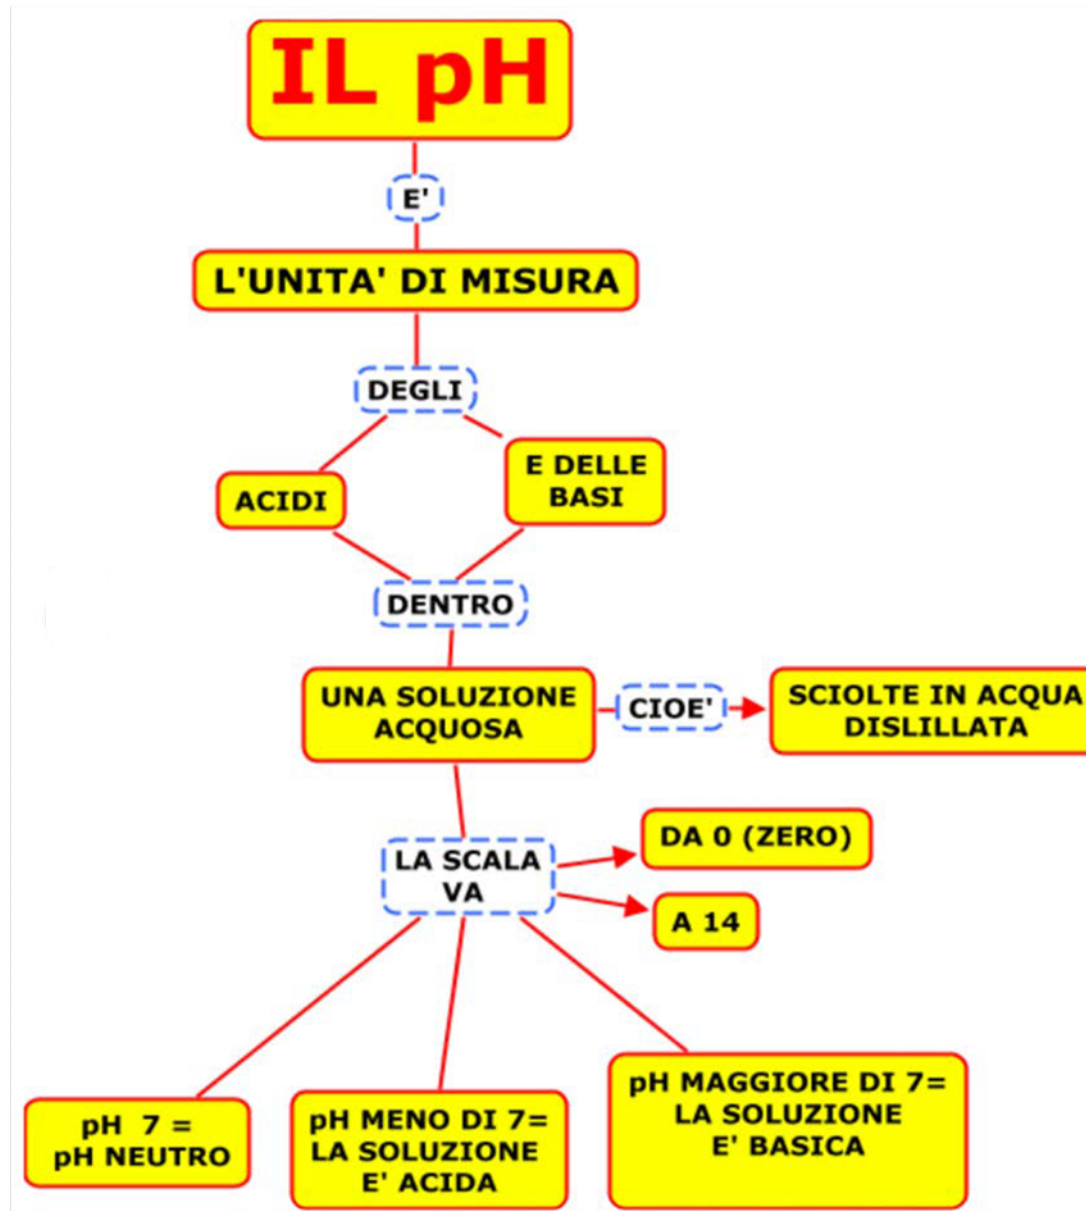 IL pH
E'
L'UNITA' DI MISURA
DEGLI
ACIDI
E DELLE
BASI
DENTRO
UNA SOLUZIONE
ACQUOSA
CIOE'
SCIOLTE IN ACQUA
DISLILLATA
LA SCALA
VA
DA 0 (ZERO)
A 14
pH 7 =
pH NEUTRO
pH MENO DI 7=
LA SOLUZIONE
E' ACIDA
pH MAGGIORE DI 7=
LA SOLUZIONE
E' BASICA